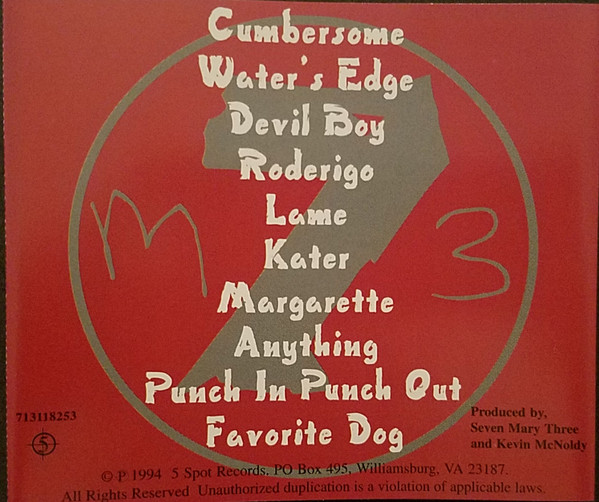 Cumbersome
Water's Edge
Devil Boy
Roderigo
Lame
Kater
Margarette
Anything
Punch In Punch Out
Favorite Dog
m 7 3
713118253
5
Produced by,
Seven Mary Three
and Kevin McNoldy
© P 1994 5 Spot Records, PO Box 495, Williamsburg, VA 23187.
All Rights Reserved Unauthorized duplication is a violation of applicable laws.